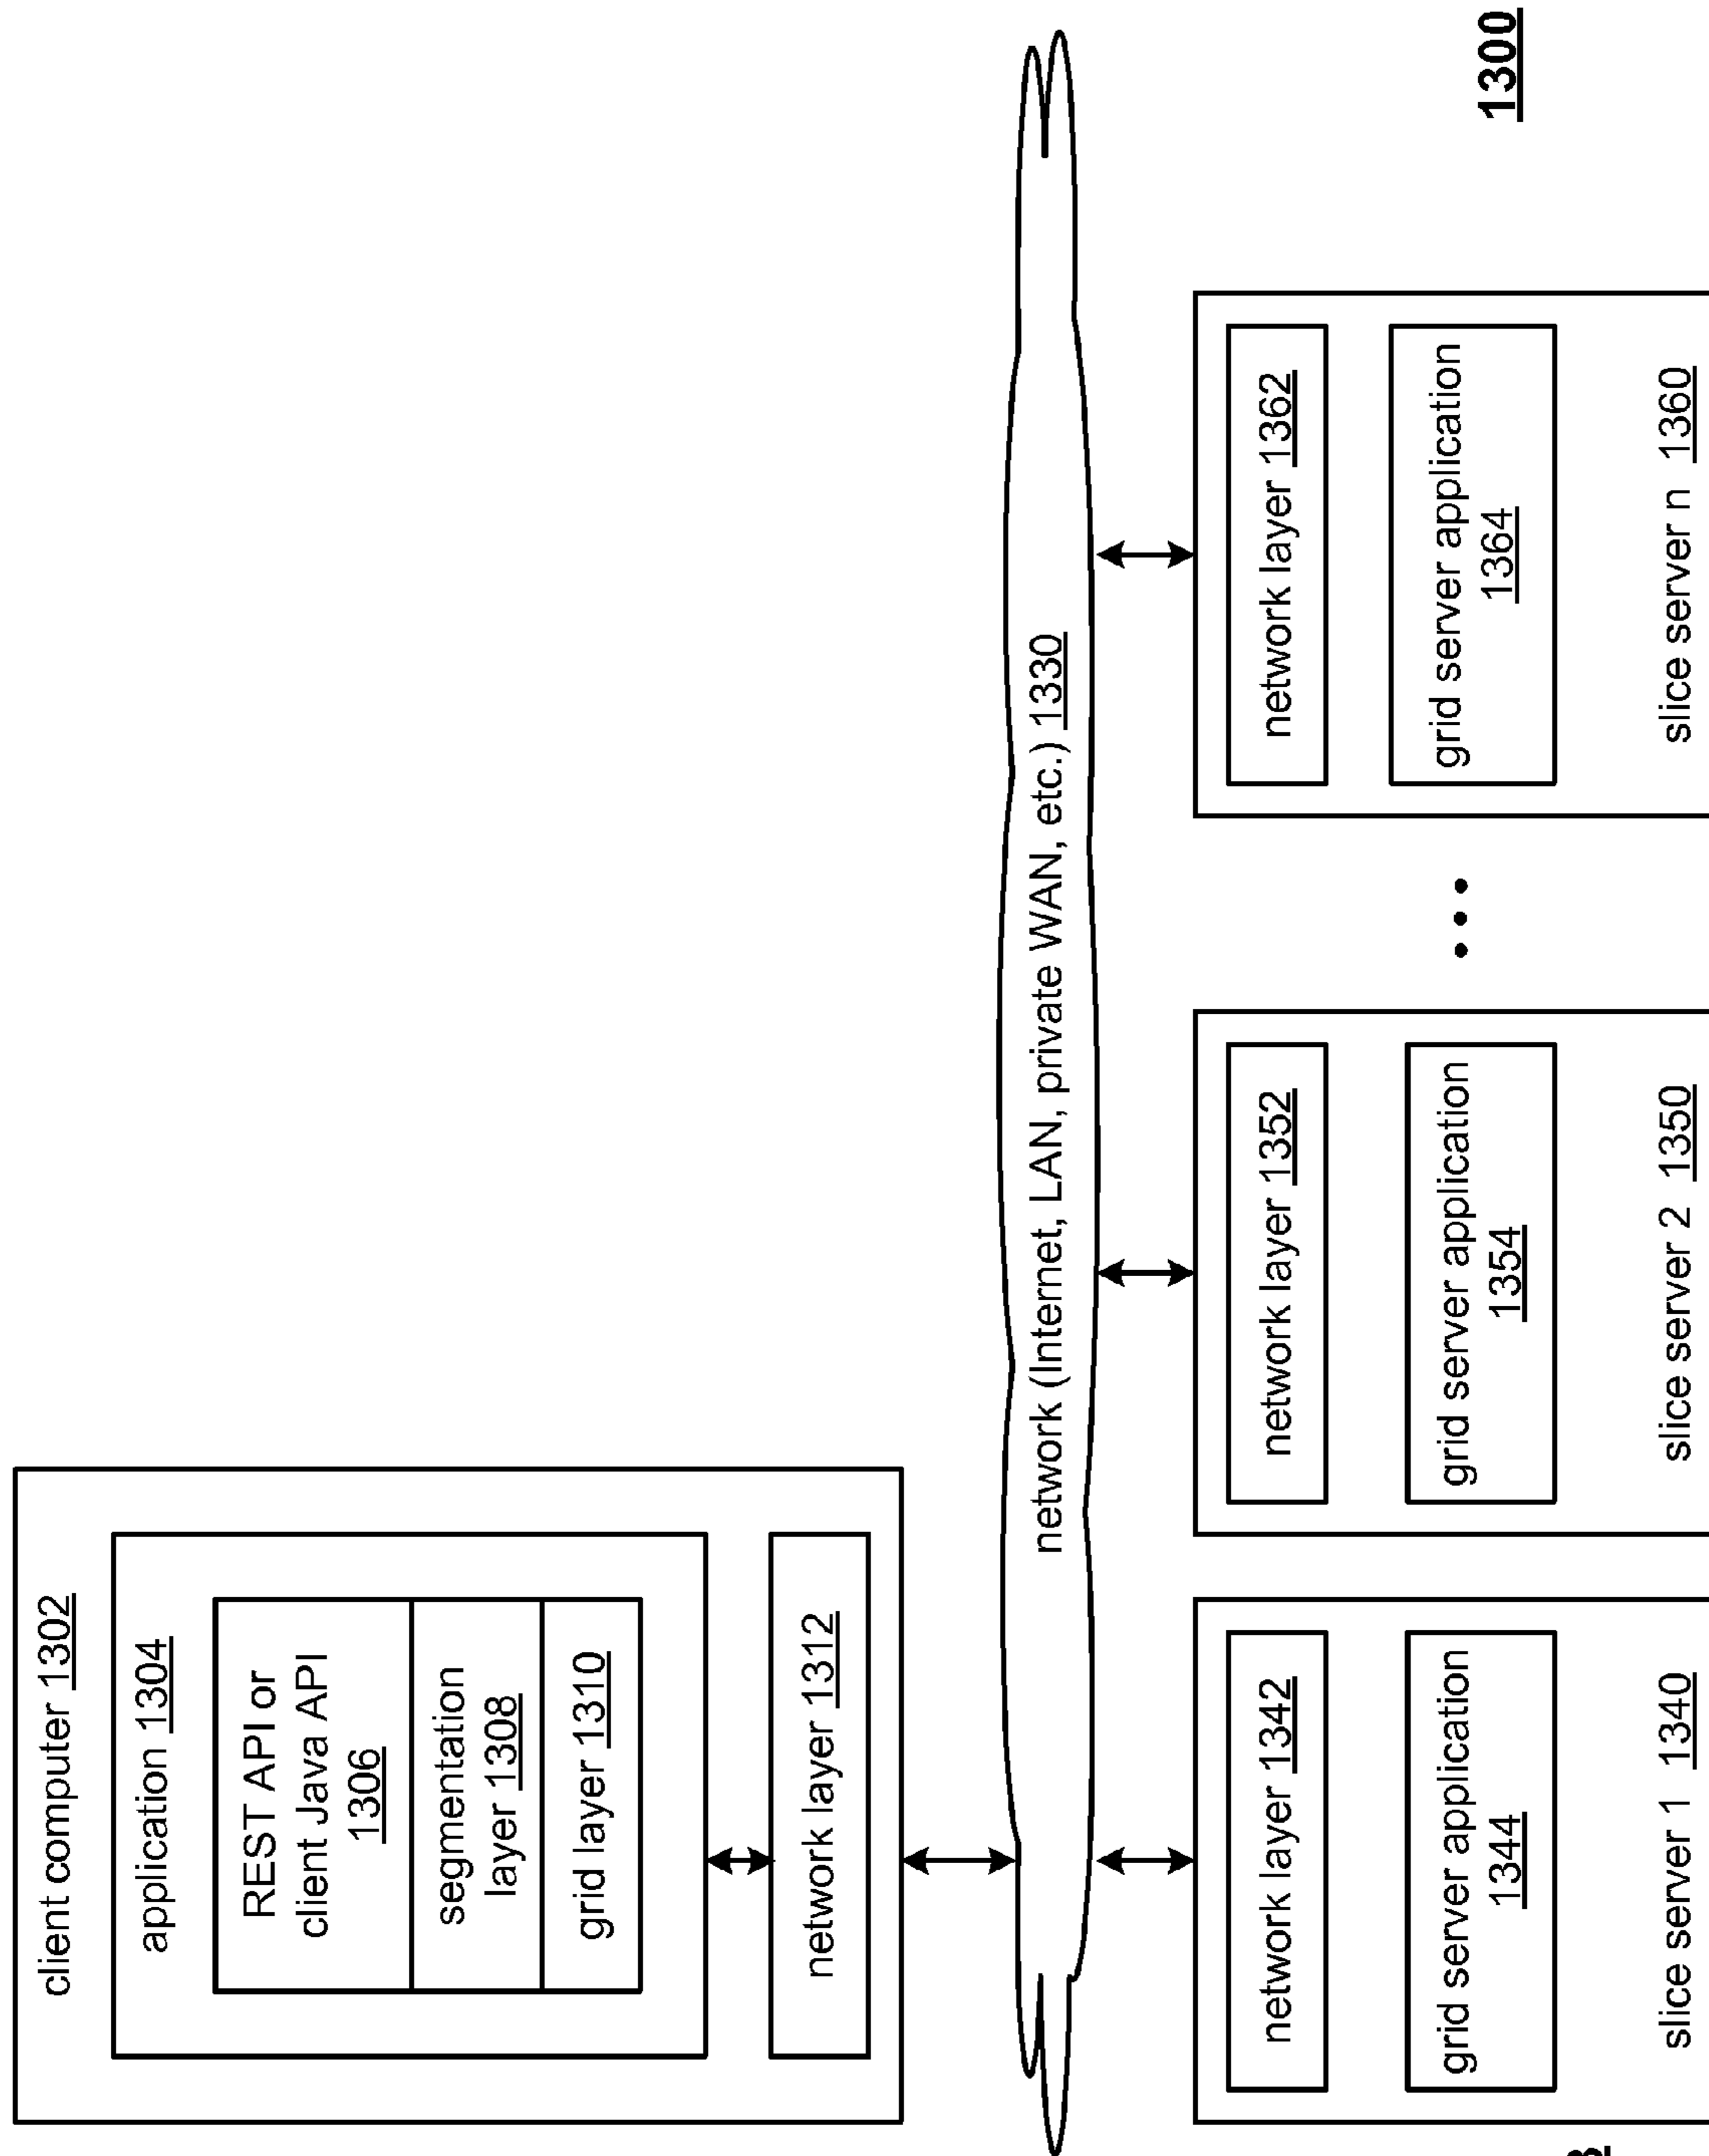 client computer 1302
application 1304
REST API or
client Java API
1306
segmentation
layer 1308
grid layer 1310
network layer 1312
network (Internet, LAN, private WAN, etc.) 1330
network layer 1342
grid server application
1344
slice server 1 1340
network layer 1352
grid server application
1354
slice server 2 1350
...
network layer 1362
grid server application
1364
slice server n 1360
1300